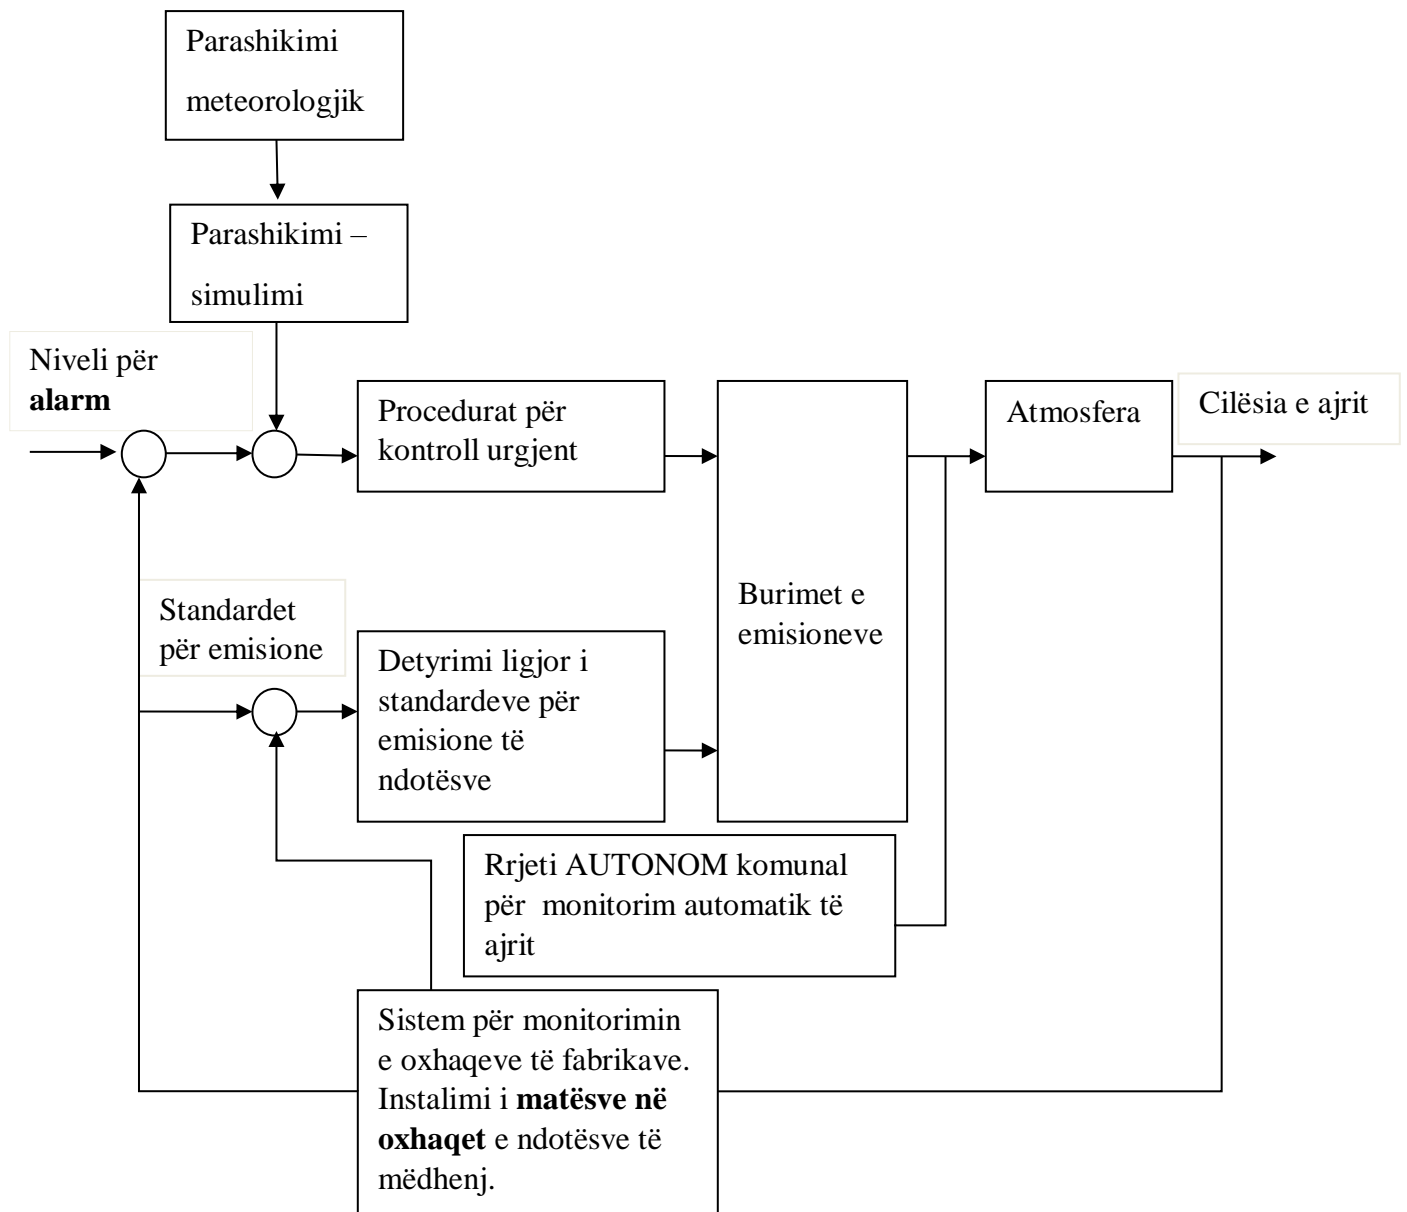 Parashikimi
meteorologjik
Parashikimi –
simulimi
Niveli për
alarm
Procedurat për
kontroll urgjent
Atmosfera
Cilësia e ajrit
Burimet e
emisioneve
Standardet
për emisione
Detyrimi ligjor i
standardeve për
emisione të
ndotësve
Rrjeti AUTONOM komunal
për monitorim automatik të
ajrit
Sistem për monitorimin
e oxhaqeve të fabrikave.
Instalimi i matësve në
oxhaqet e ndotësve të
mëdhenj.